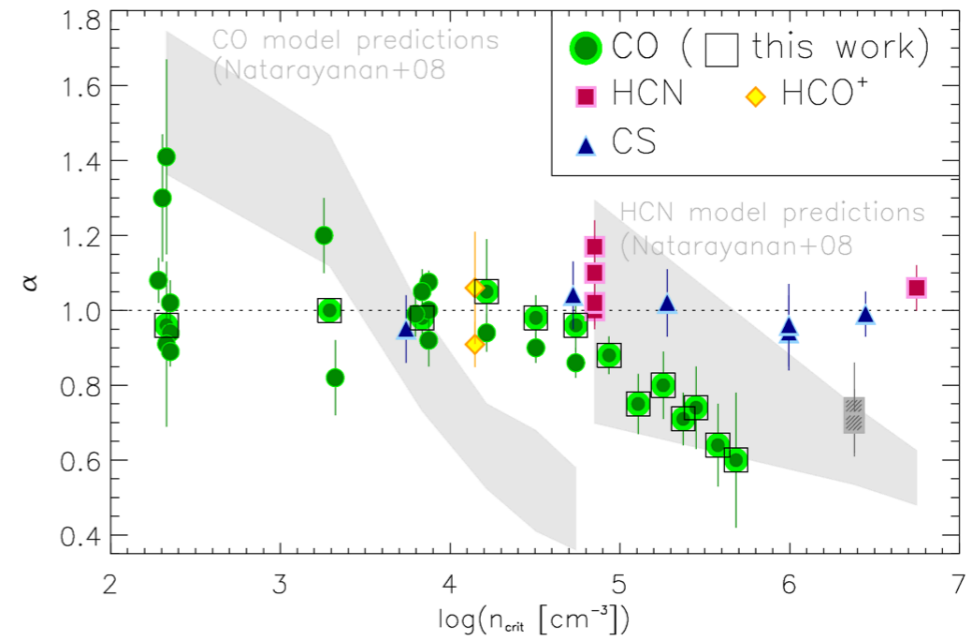 1.8
1.6
1.4
1.2
1.0
0.8
0.6
0.4
α
CO model predictions
(Natarayanan+08
CO ( □ this work)
HCN
HCO⁺
CS
HCN model predictions
(Natarayanan+08
2 3 4 5 6 7
log(n_crit [cm⁻³])